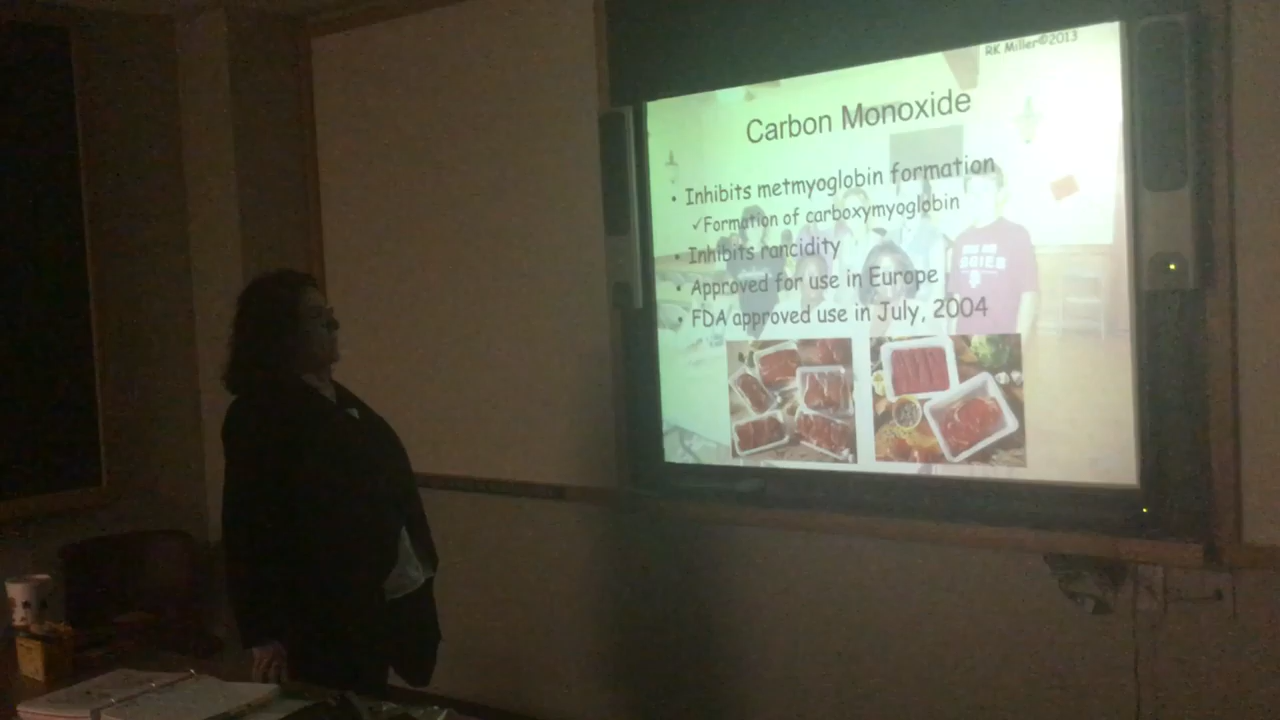 RK Miller©2013
Carbon Monoxide
• Inhibits metmyoglobin formation
✓Formation of carboxymyoglobin
• Inhibits rancidity
• Approved for use in Europe
• FDA approved use in July, 2004